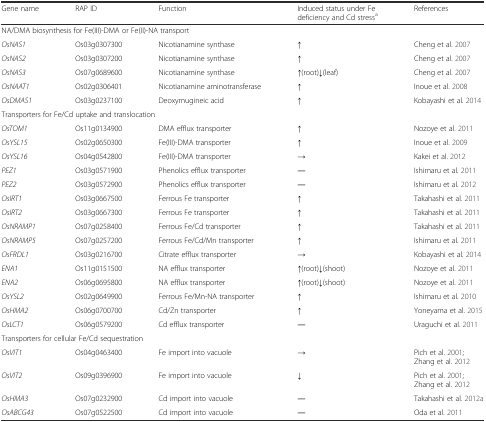 Gene name RAP ID Function Induced status under Fe References
deficiency and Cd stressᵃ
NA/DMA biosynthesis for Fe(III)-DMA or Fe(II)-NA transport
OsNAS1 Os03g0307300 Nicotianamine synthase ↑ Cheng et al. 2007
OsNAS2 Os03g0307200 Nicotianamine synthase ↑ Cheng et al. 2007
OsNAS3 Os07g0689600 Nicotianamine synthase ↑(root)↓(leaf) Cheng et al. 2007
OsNAAT1 Os02g0306401 Nicotianamine aminotransferase ↑ Inoue et al. 2008
OsDMAS1 Os03g0237100 Deoxymugineic acid ↑ Kobayashi et al. 2014
Transporters for Fe/Cd uptake and translocation
OsTOM1 Os11g0134900 DMA efflux transporter ↑ Nozoye et al. 2011
OsYSL15 Os02g0650300 Fe(III)-DMA transporter ↑ Inoue et al. 2009
OsYSL16 Os04g0542800 Fe(III)-DMA transporter → Kakei et al. 2012
PEZ1 Os03g0571900 Phenolics efflux transporter — Ishimaru et al. 2011
PEZ2 Os03g0572900 Phenolics efflux transporter — Ishimaru et al. 2012
OsIRT1 Os03g0667500 Ferrous Fe transporter ↑ Takahashi et al. 2011
OsIRT2 Os03g0667300 Ferrous Fe transporter ↑ Takahashi et al. 2011
OsNRAMP1 Os07g0258400 Ferrous Fe/Cd transporter ↑ Takahashi et al. 2011
OsNRAMP5 Os07g0257200 Ferrous Fe/Cd/Mn transporter ↑ Ishimaru et al. 2011
OsFRDL1 Os03g0216700 Citrate efflux transporter → Kobayashi et al. 2014
ENA1 Os11g0151500 NA efflux transporter ↑(root)↓(shoot) Nozoye et al. 2011
ENA2 Os06g0695800 NA efflux transporter ↑(root)↓(shoot) Nozoye et al. 2011
OsYSL2 Os02g0649900 Ferrous Fe/Mn-NA transporter ↑ Ishimaru et al. 2010
OsHMA2 Os06g0700700 Cd/Zn transporter ↑ Yoneyama et al. 2015
OsLCT1 Os06g0579200 Cd efflux transporter — Uraguchi et al. 2011
Transporters for cellular Fe/Cd sequestration
OsVIT1 Os04g0463400 Fe import into vacuole → Pich et al. 2001;
Zhang et al. 2012
OsVIT2 Os09g0396900 Fe import into vacuole ↓ Pich et al. 2001;
Zhang et al. 2012
OsHMA3 Os07g0232900 Cd import into vacuole — Takahashi et al. 2012a
OsABCG43 Os07g0522500 Cd import into vacuole — Oda et al. 2011